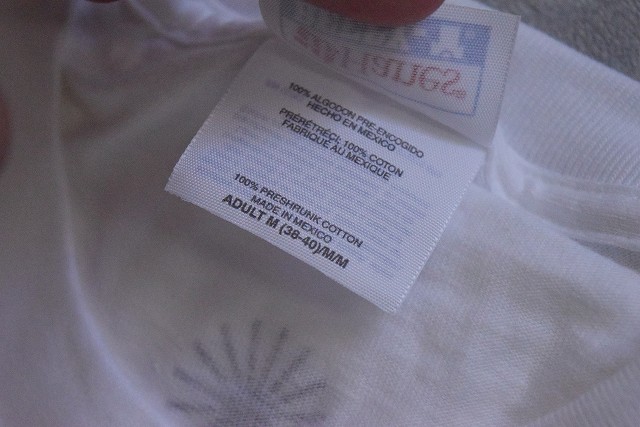 Hanes
100% ALGODON PRE-ENCOGIDO
HECHO EN MEXICO
PRÉRÉTRÉCI, 100% COTON
FABRIQUÉ AU MEXIQUE
100% PRESHRUNK COTTON
MADE IN MEXICO
ADULT M (38-40)/M/M